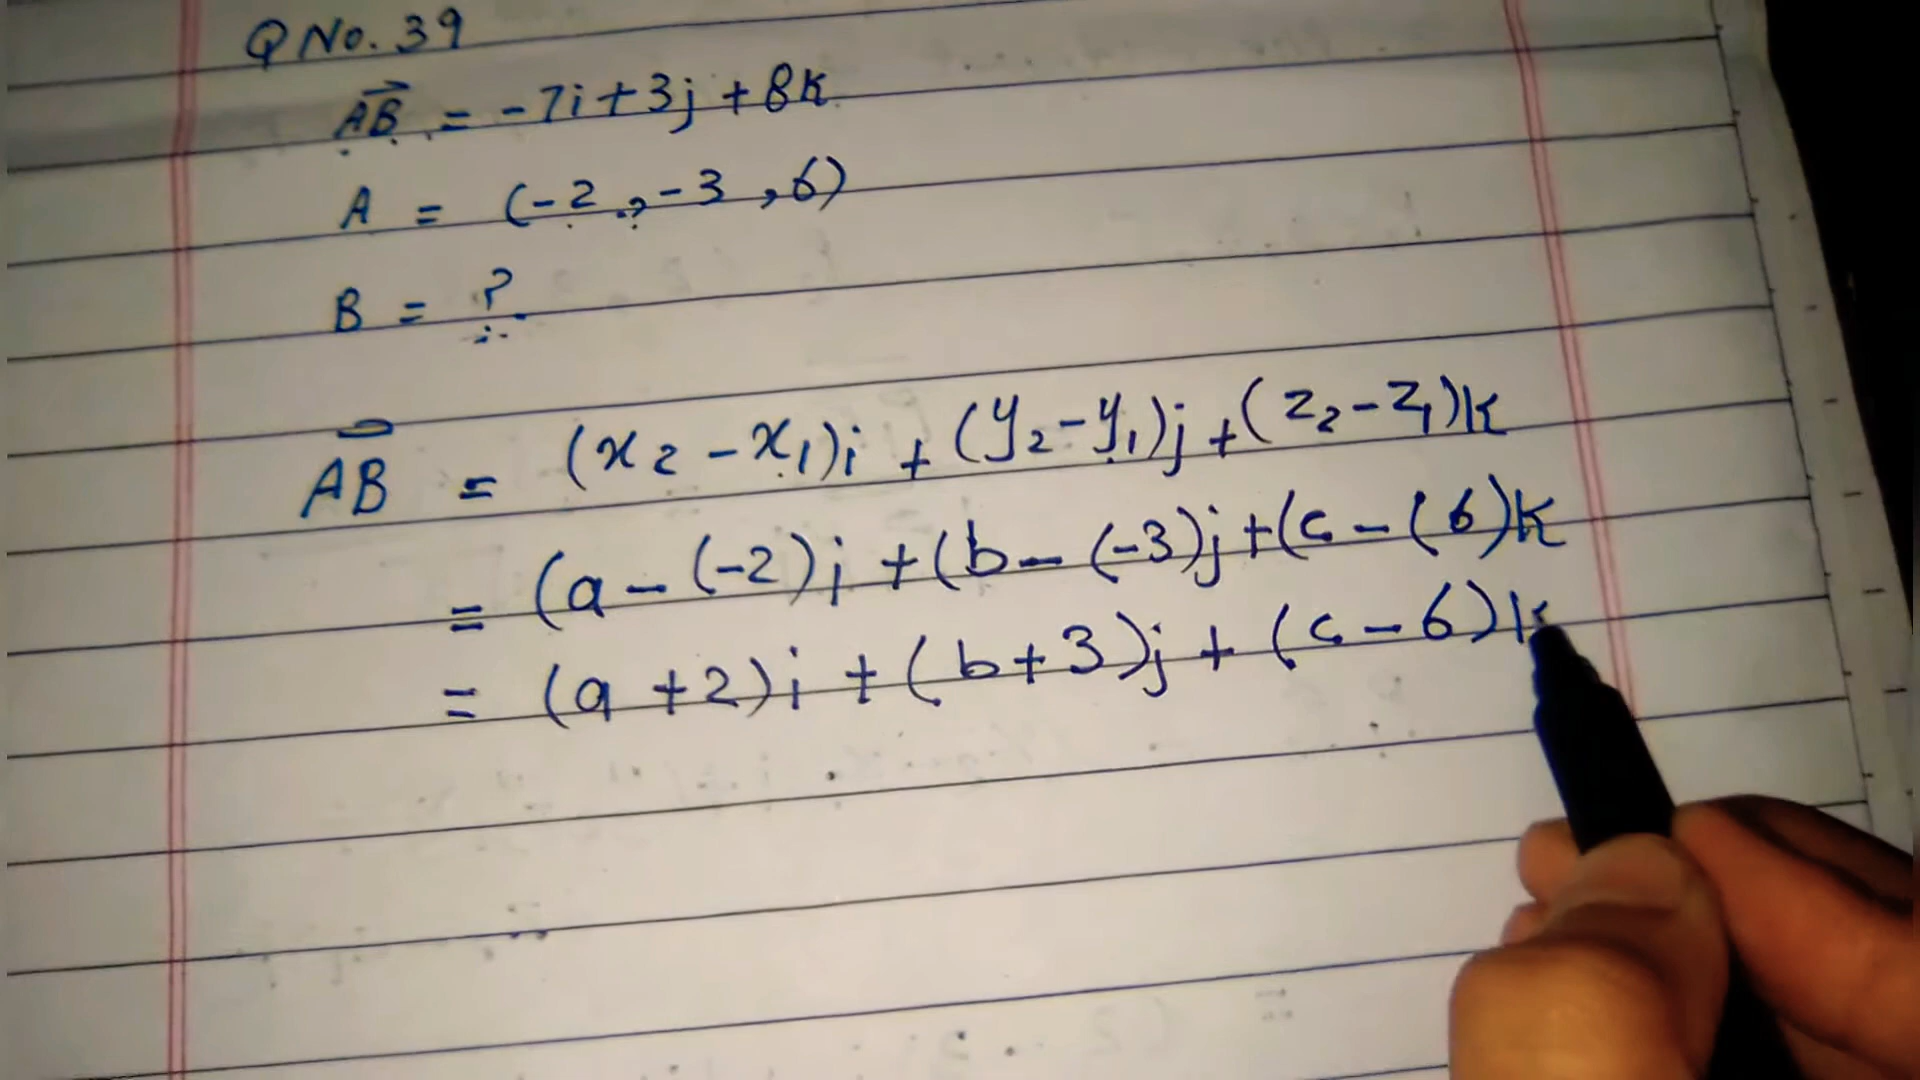 Q No. 39
AB = -7i+3j+8k
A = (-2, -3, 6)
B = ?
AB = (x2 - x1)i + (y2 - y1)j + (z2 - z1)k
= (a - (-2)i + (b - (-3)j + (c - (6)k
= (a + 2)i + (b + 3)j + (c - 6)k